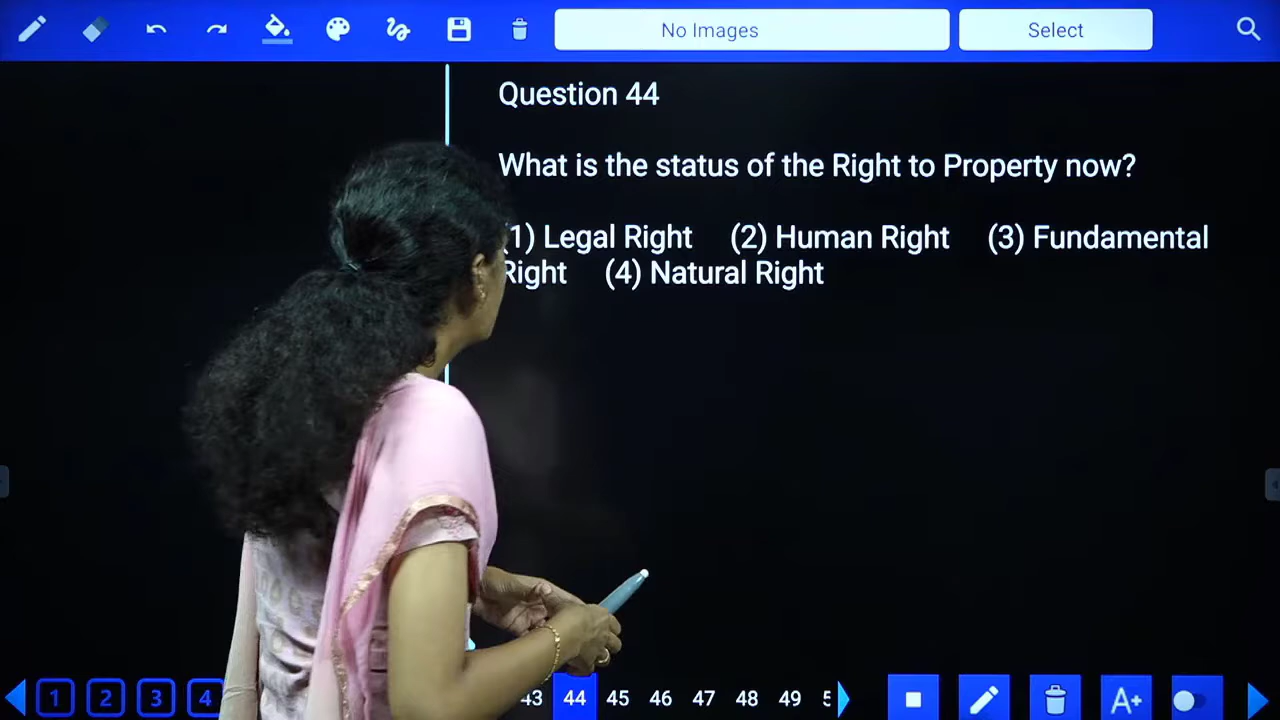 No Images
Select
Question 44
What is the status of the Right to Property now?
(1) Legal Right (2) Human Right (3) Fundamental
Right (4) Natural Right
1 2 3 4 43 44 45 46 47 48 49 5 A+